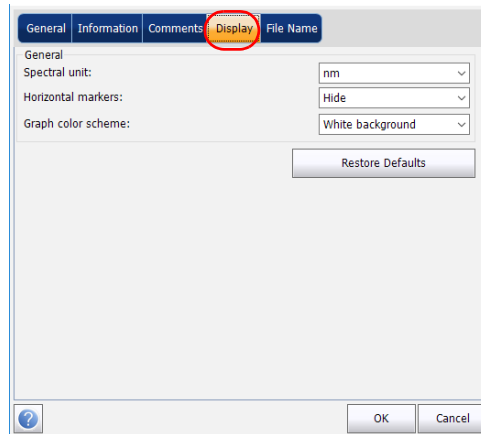 General Information Comments Display File Name
General
Spectral unit: nm
Horizontal markers: Hide
Graph color scheme: White background
Restore Defaults
? OK Cancel